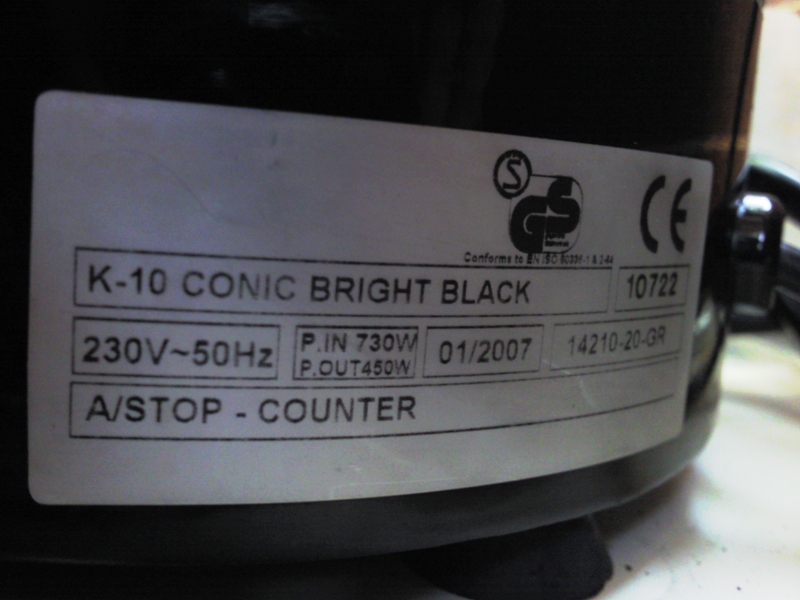 S
GS
CE
Conforms to EN ISO 60335-1 & 2-64
K-10 CONIC BRIGHT BLACK 10722
230V~50Hz P.IN 730W P.OUT450W 01/2007 14210-20-GR
A/STOP - COUNTER